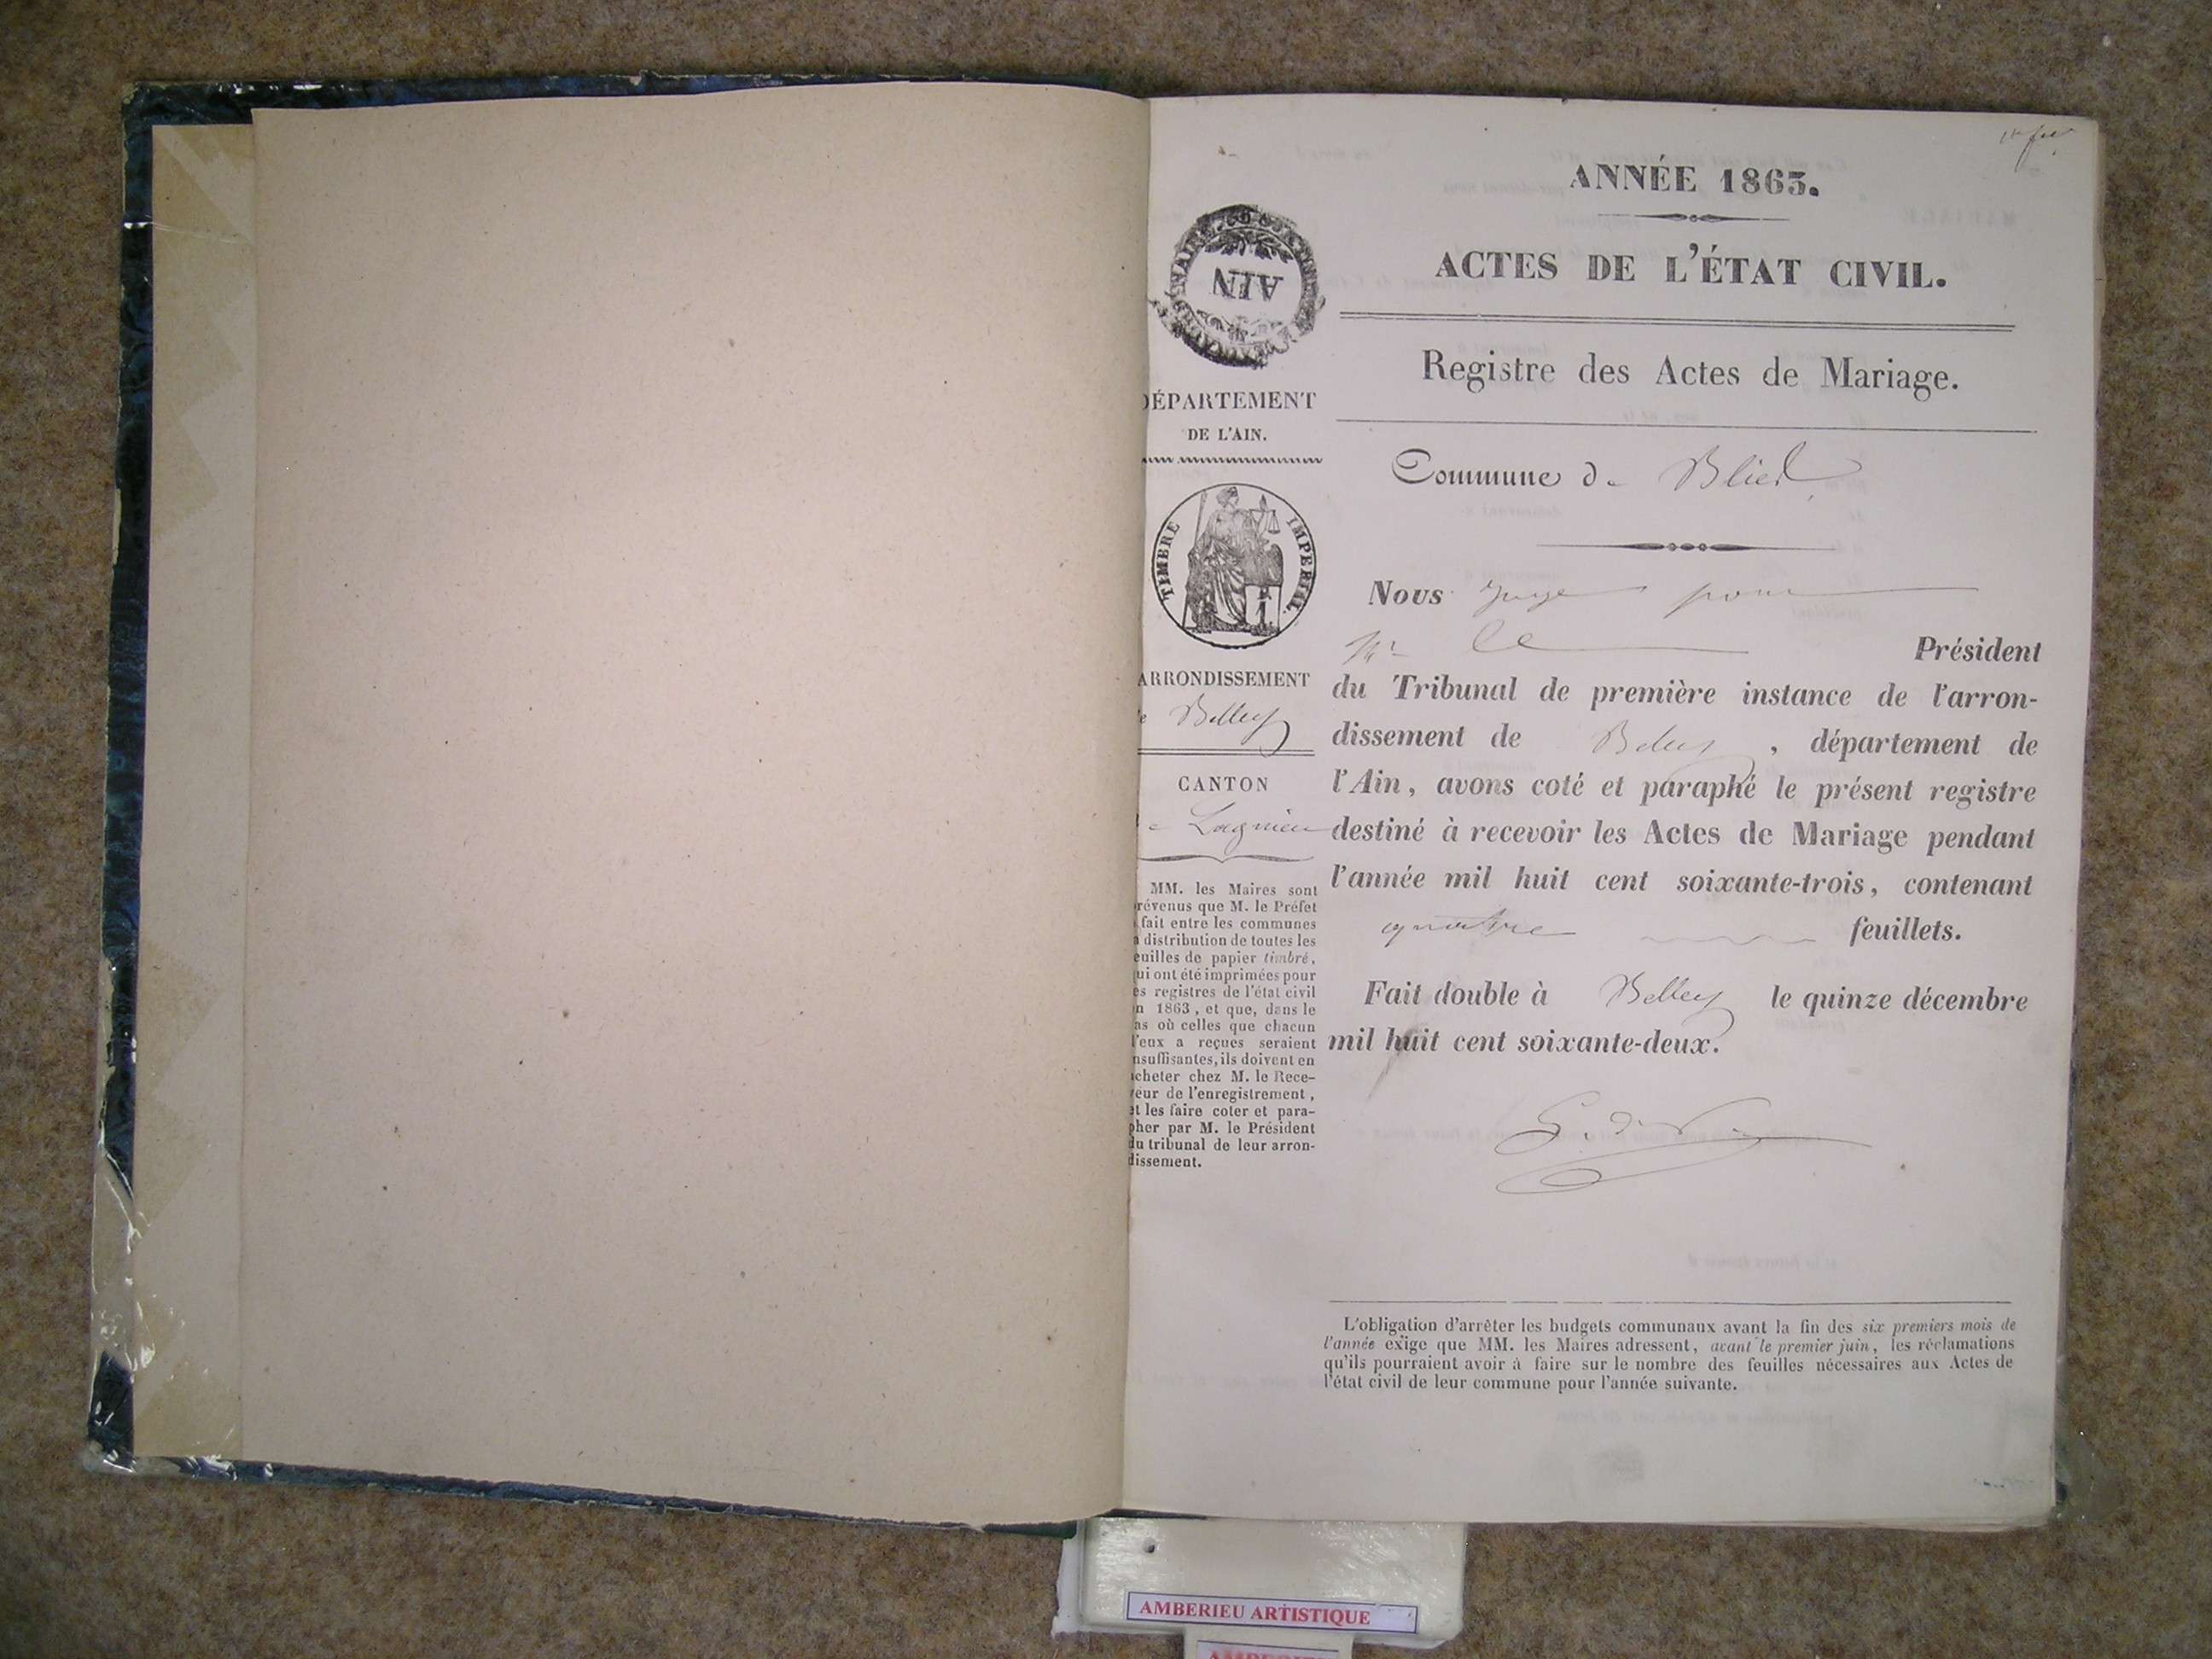 1er feuet
ANNÉE 1863.
ACTES DE L'ÉTAT CIVIL.
Registre des Actes de Mariage.
Commune de Blied
Nous Juge pour
Mr le Président
du Tribunal de première instance de l'arron-
dissement de Belley, département de
l'Ain, avons coté et paraphé le présent registre
destiné à recevoir les Actes de Mariage pendant
l'année mil huit cent soixante-trois, contenant
quatre feuillets.
Fait double à Belley le quinze décembre
mil huit cent soixante-deux.
L'obligation d'arrêter les budgets communaux avant la fin des six premiers mois de
l'année exige que MM. les Maires adressent, avant le premier juin, les réclamations
qu'ils pourraient avoir à faire sur le nombre des feuilles nécessaires aux Actes de
l'état civil de leur commune pour l'année suivante.
AIN
DÉPARTEMENT
DE L'AIN.
TIMBRE IMPERIAL
ARRONDISSEMENT
e Belley
CANTON
de Lagnieu
MM. les Maires sont
révenus que M. le Préfet
fait entre les communes
a distribution de toutes les
euilles de papier timbré,
ui ont été imprimées pour
es registres de l'état civil
n 1863, et que, dans le
as où celles que chacun
d'eux a reçues seraient
nsuffisantes, ils doivent en
cheter chez M. le Rece-
veur de l'enregistrement,
et les faire coter et para-
pher par M. le Président
du tribunal de leur arron-
dissement.
AMBERIEU ARTISTIQUE